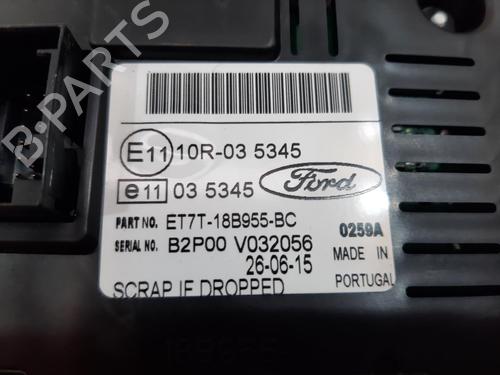 E11 10R-03 5345
e11 03 5345
Ford
PART NO. ET7T-18B955-BC
0259A
SERIAL NO. B2P00 V032056
MADE IN
26-06-15
PORTUGAL
SCRAP IF DROPPED
B-PARTS